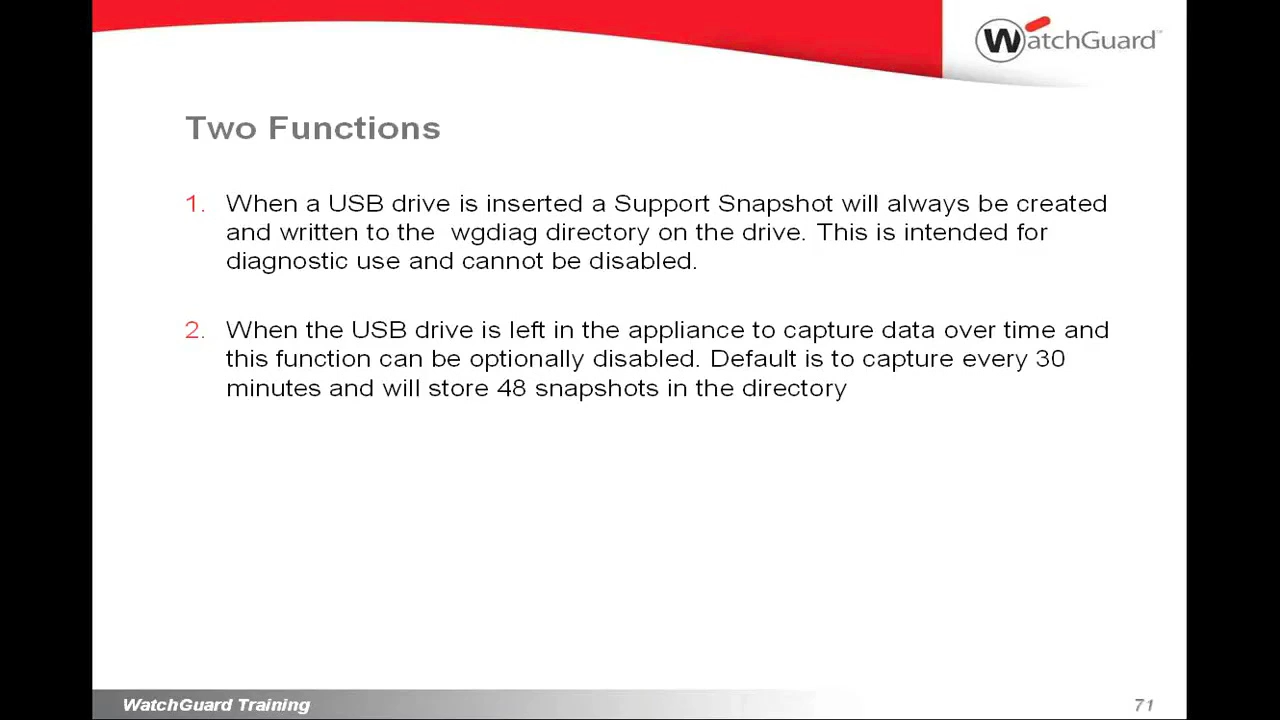 WatchGuard™
Two Functions
1. When a USB drive is inserted a Support Snapshot will always be created
and written to the wgdiag directory on the drive. This is intended for
diagnostic use and cannot be disabled.
2. When the USB drive is left in the appliance to capture data over time and
this function can be optionally disabled. Default is to capture every 30
minutes and will store 48 snapshots in the directory
WatchGuard Training
71